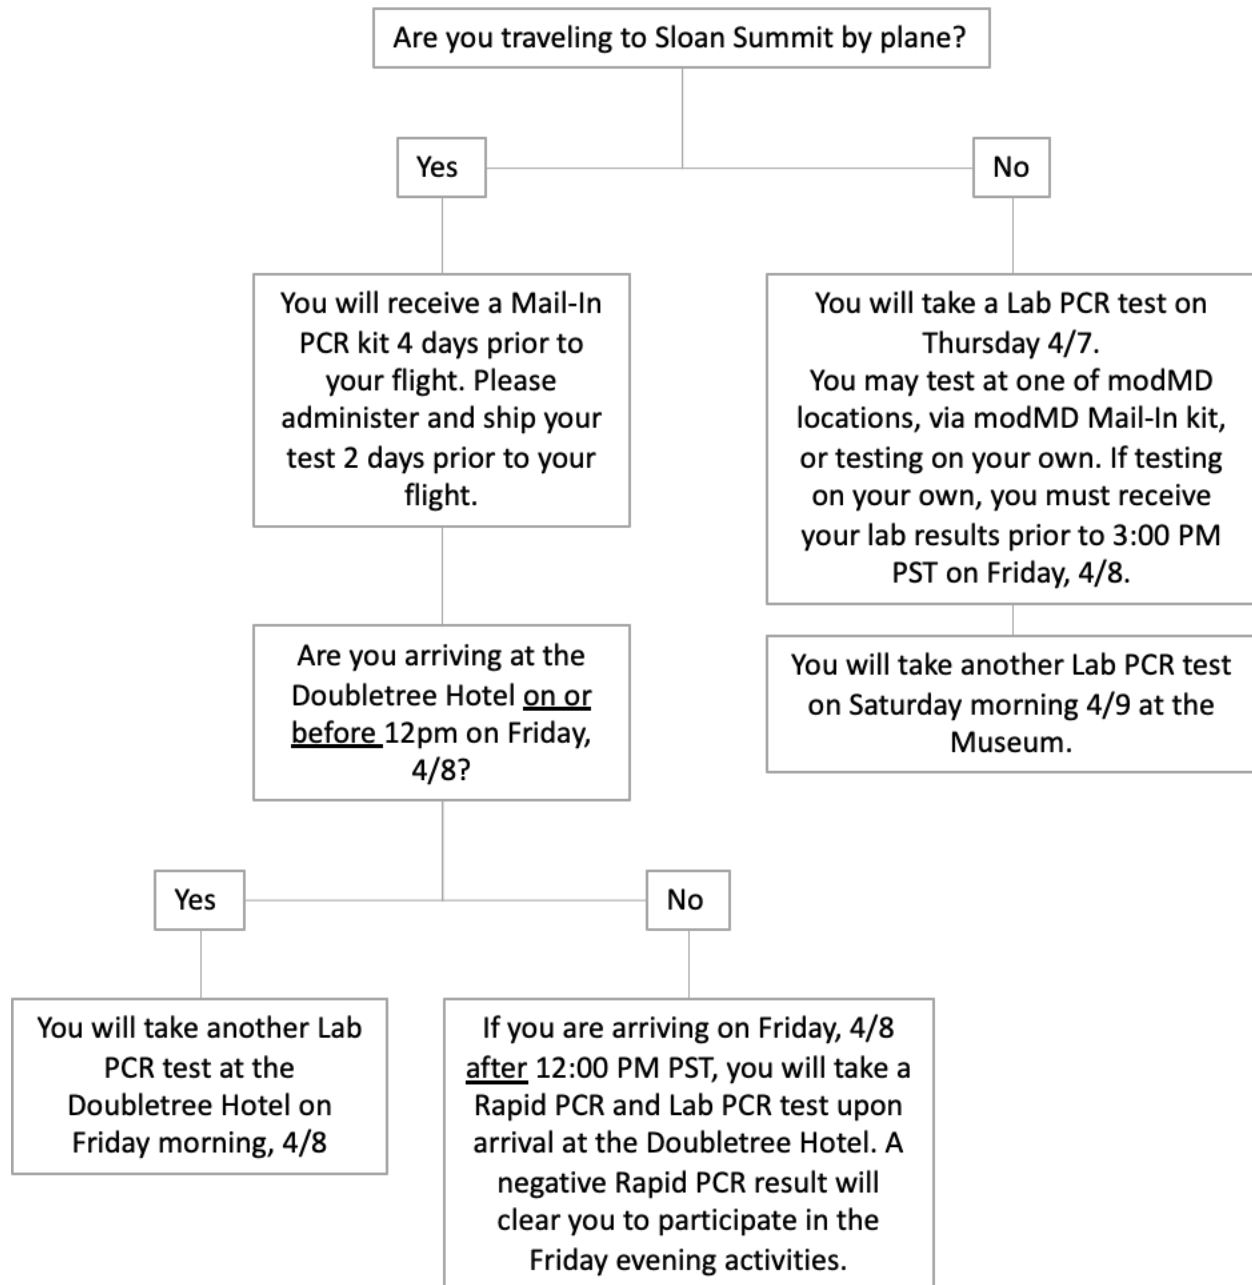 Are you traveling to Sloan Summit by plane?
Yes
No
You will receive a Mail-In
PCR kit 4 days prior to
your flight. Please
administer and ship your
test 2 days prior to your
flight.
You will take a Lab PCR test on
Thursday 4/7.
You may test at one of modMD
locations, via modMD Mail-In kit,
or testing on your own. If testing
on your own, you must receive
your lab results prior to 3:00 PM
PST on Friday, 4/8.
Are you arriving at the
Doubletree Hotel on or
before 12pm on Friday,
4/8?
You will take another Lab PCR test
on Saturday morning 4/9 at the
Museum.
Yes
No
You will take another Lab
PCR test at the
Doubletree Hotel on
Friday morning, 4/8
If you are arriving on Friday, 4/8
after 12:00 PM PST, you will take a
Rapid PCR and Lab PCR test upon
arrival at the Doubletree Hotel. A
negative Rapid PCR result will
clear you to participate in the
Friday evening activities.